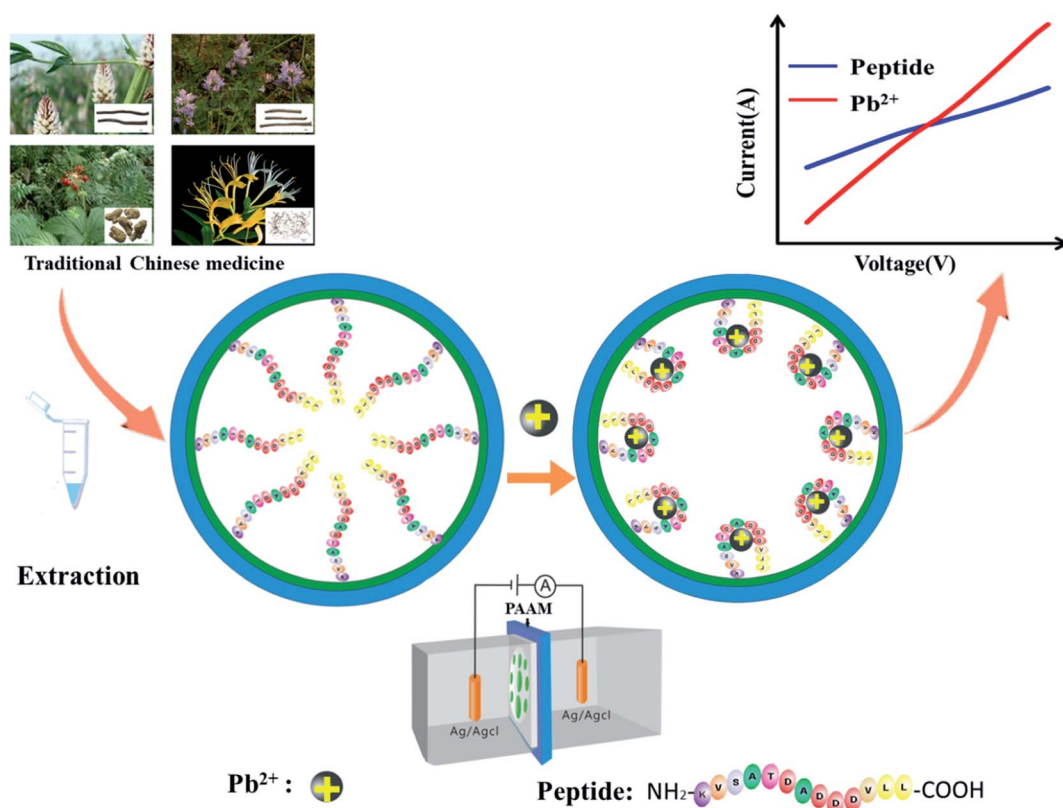 Peptide
Pb²⁺
Current(A)
Voltage(V)
Traditional Chinese medicine
Extraction
A
PAAM
Ag/Agcl
Ag/Agcl
Pb²⁺ :
Peptide: NH₂-KVSATDADDDVLL-COOH